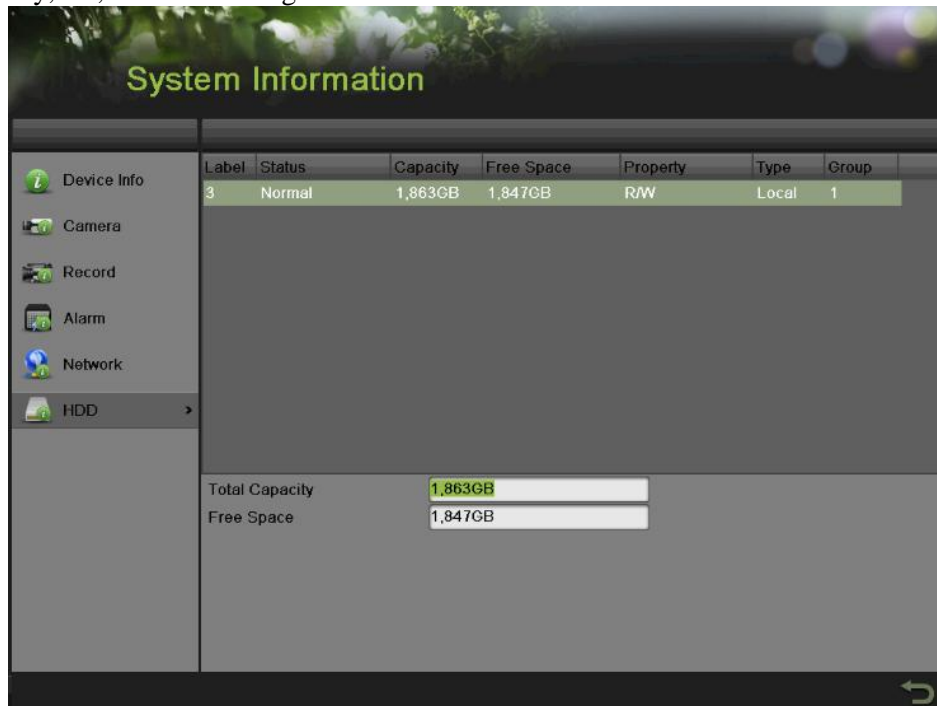 System Information
Device Info
Camera
Record
Alarm
Network
HDD
Label Status Capacity Free Space Property Type Group
3 Normal 1,863GB 1,847GB R/W Local 1
Total Capacity 1,863GB
Free Space 1,847GB